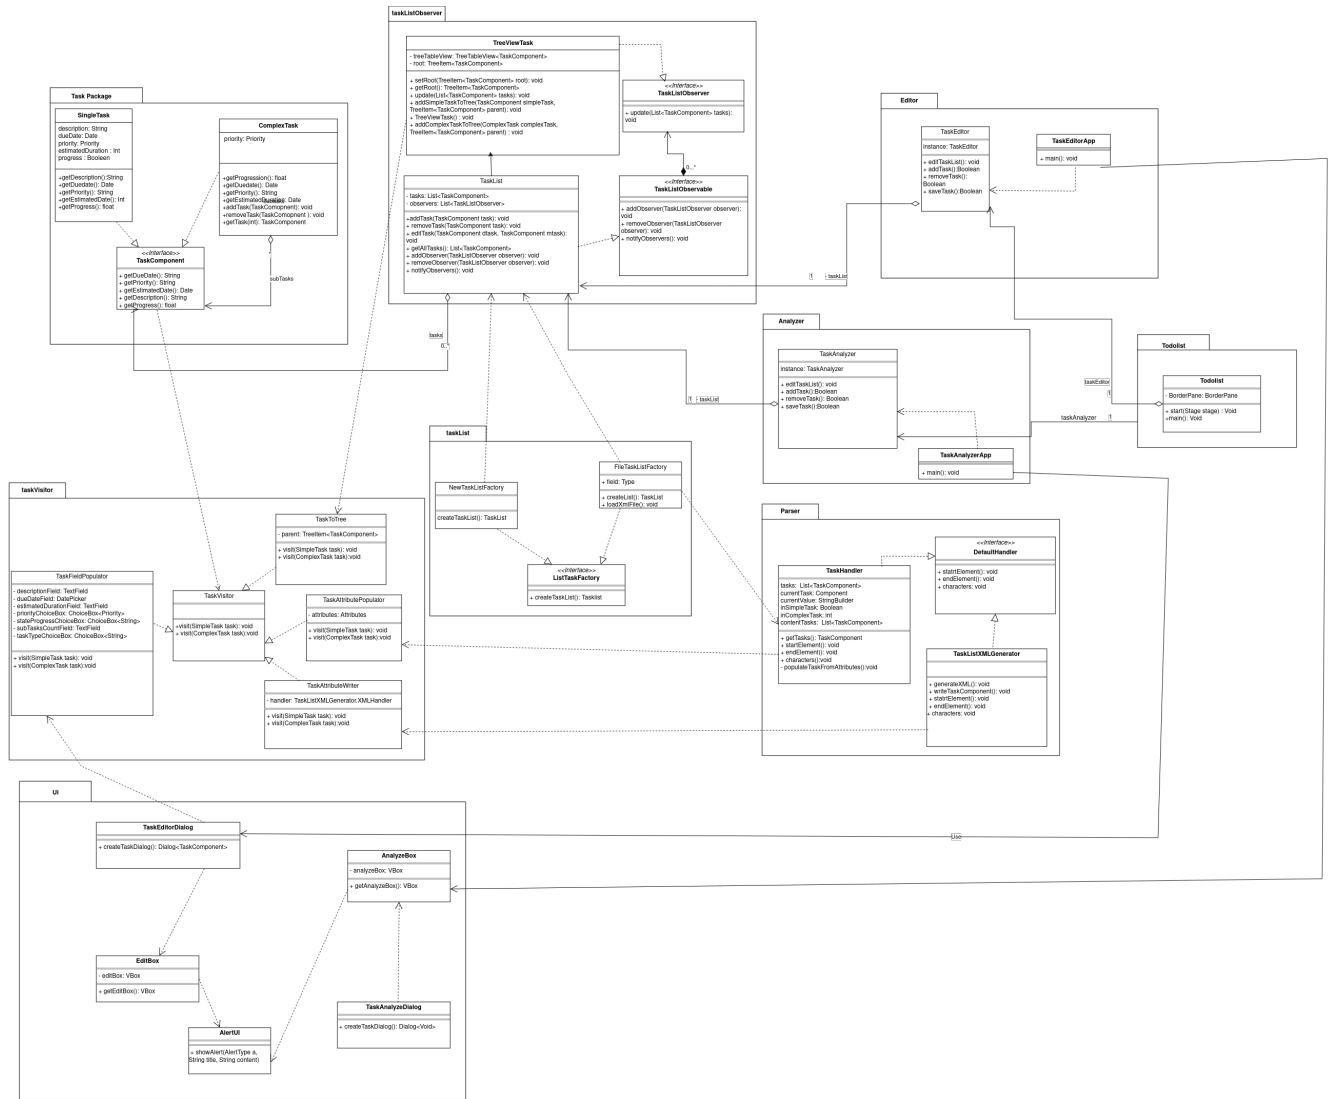 taskListObserver
TreeViewTask
- treeTableView: TreeTableView<TaskComponent>
- root: TreeItem<TaskComponent>
+ setRoot(TreeItem<TaskComponent> root): void
+ getRoot(): TreeItem<TaskComponent>
+ update(List<TaskComponent> tasks): void
+ addSimpleTaskToTree(TaskComponent simpleTask,
TreeItem<TaskComponent> parent): void
+ TreeViewTask() : void
+ addComplexTaskToTree(ComplexTask complexTask,
TreeItem<TaskComponent> parent) : void
<<Interface>>
TaskListObserver
+ update(List<TaskComponent> tasks):
void
0...*
<<Interface>>
TaskListObservable
+ addObserver(TaskListObserver observer):
void
+ removeObserver(TaskListObserver
observer): void
+ notifyObservers(): void
TaskList
- tasks: List<TaskComponent>
- observers: List<TaskListObserver>
+addTask(TaskComponent task): void
+ removeTask(TaskComponent task): void
+ editTask(TaskComponent dtask, TaskComponent mtask):
void
+ getAllTasks(): List<TaskComponent>
+ addObserver(TaskListObserver observer): void
+ removeObserver(TaskListObserver observer): void
+ notifyObservers(): void
Task Package
SingleTask
description: String
dueDate: Date
priority: Priority
estimatedDuration : Int
progress : Booleen
+getDescription():String
+getDuedate(): Date
+getPriority(): String
+getEstimatedDate(): Int
+getProgress(): float
ComplexTask
priority: Priority
+getProgression(): float
+getDuedate(): Date
+getPriority(): String
+getEstimatedDuration: Date
+addTask(TaskComopnent): void
+removeTask(TaskComopnent ): void
+getTask(int): TaskComponent
subTasks
<<Interface>>
TaskComponent
+ getDueDate(): String
+ getPriority(): String
+ getEstimatedDate(): Date
+ getDescription(): String
+ getProgress(): float
tasks
0..*
Editor
TaskEditor
instance: TaskEditor
+ editTaskList(): void
+ addTask():Boolean
+ removeTask():
Boolean
+ saveTask():Boolean
TaskEditorApp
+ main(): void
1
- taskList
Analyzer
TaskAnalyzer
instance: TaskAnalyzer
+ editTaskList(): void
+ addTask():Boolean
+ removeTask(): Boolean
+ saveTask():Boolean
TaskAnalyzerApp
+ main(): void
1
- taskList
Todolist
Todolist
- BorderPane: BorderPane
+ start(Stage stage) : Void
+main(): Void
taskEditor
1
taskAnalyzer
1
taskList
NewTaskListFactory
createTaskList(): TaskList
FileTaskListFactory
+ field: Type
+ createList(): TaskList
+ loadXmlFile(): void
<<Interface>>
ListTaskFactory
+ createTaskList(): Tasklist
taskVisitor
TaskToTree
- parent: TreeItem<TaskComponent>
+ visit(SimpleTask task): void
+ visit(ComplexTask task):void
TaskFieldPopulator
- descriptionField: TextField
- dueDateField: DatePicker
- estimatedDurationField: TextField
- priorityChoiceBox: ChoiceBox<Priority>
- stateProgressChoiceBox: ChoiceBox<String>
- subTasksCountField: TextField
- taskTypeChoiceBox: ChoiceBox<String>
+ visit(SimpleTask task): void
+ visit(ComplexTask task):void
TaskVisitor
+visit(SimpleTask task): void
+ visit(ComplexTask task):void
TaskAttributePopulator
- attributes: Attributes
+ visit(SimpleTask task): void
+ visit(ComplexTask task):void
TaskAttributeWriter
- handler: TaskListXMLGenerator.XMLHandler
+ visit(SimpleTask task): void
+ visit(ComplexTask task):void
Parser
<<Interface>>
DefaultHandler
+ statrtElement(): void
+ endElement(): void
+ characters: void
TaskHandler
tasks: List<TaskComponent>
currentTask: Component
currentValue: StringBuilder
inSimpleTask: Boolean
inComplexTask: int
contentTasks: List<TaskComponent>
+ getTasks(): TaskComponent
+ startElement(): void
+ endElement(): void
+ characters():void
- populateTaskFromAttributes():void
TaskListXMLGenerator
+ generateXML(): void
+ writeTaskComponent(): void
+ statrtElement(): void
+ endElement(): void
+ characters: void
UI
TaskEditorDialog
+ createTaskDialog(): Dialog<TaskComponent>
Use
AnalyzeBox
- analyzeBox: VBox
+ getAnalyzeBox(): VBox
EditBox
- editBox: VBox
+ getEditBox(): VBox
TaskAnalyzeDialog
+ createTaskDialog(): Dialog<Void>
AlertUI
+ showAlert(AlertType a,
String title, String content)